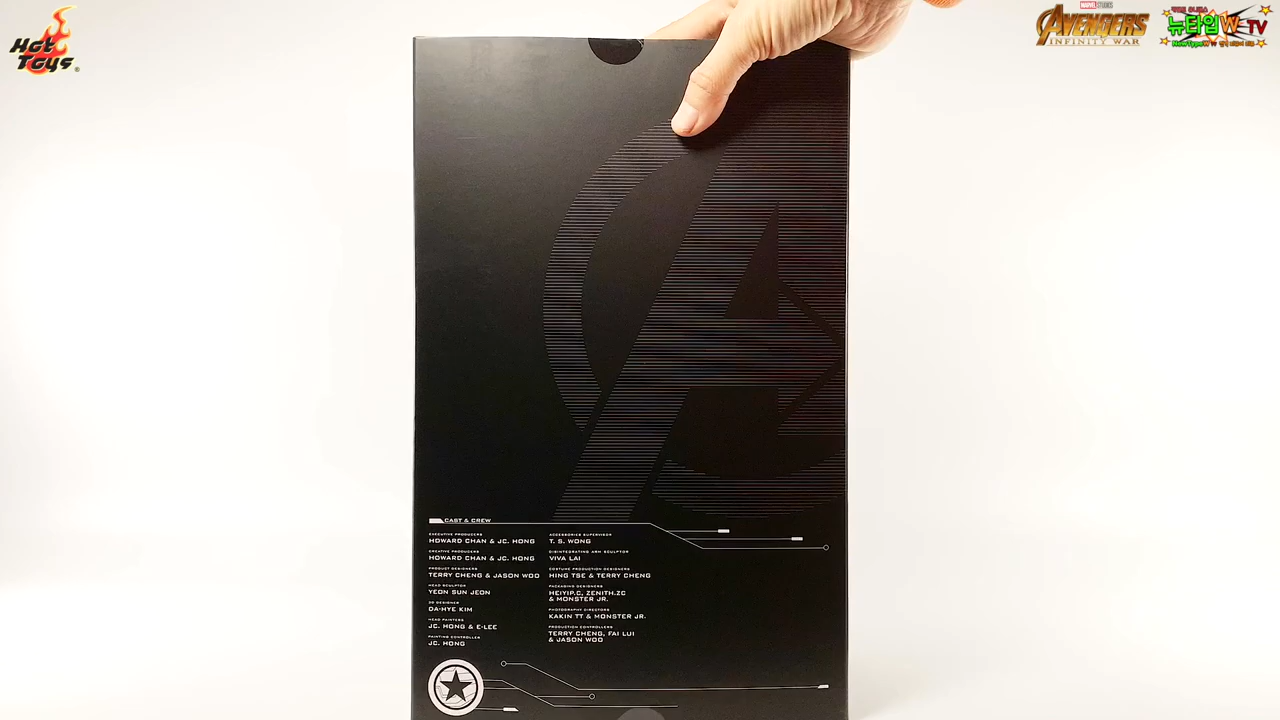 Hot
Toys®
MARVEL STUDIOS
AVENGERS
INFINITY WAR
뉴타입W TV
NewTypeW TV
CAST & CREW
EXECUTIVE PRODUCERS
HOWARD CHAN & JC. HONG
CREATIVE PRODUCERS
HOWARD CHAN & JC. HONG
PRODUCT DESIGNERS
TERRY CHENG & JASON WOO
HEAD SCULPTOR
YEON SUN JEON
3D DESIGNER
DA-HYE KIM
HEAD PAINTERS
JC. HONG & E-LEE
PAINTING CONTROLLER
JC. HONG
ACCESSORIES SUPERVISOR
T. S. WONG
DISINTEGRATING ARM SCULPTOR
VIVA LAI
COSTUME PRODUCTION DESIGNERS
HING TSE & TERRY CHENG
PACKAGING DESIGNERS
HEIYIP.C, ZENITH.ZC
& MONSTER JR.
PHOTOGRAPHY DIRECTORS
KAKIN TT & MONSTER JR.
PRODUCTION CONTROLLERS
TERRY CHENG, FAI LUI
& JASON WOO